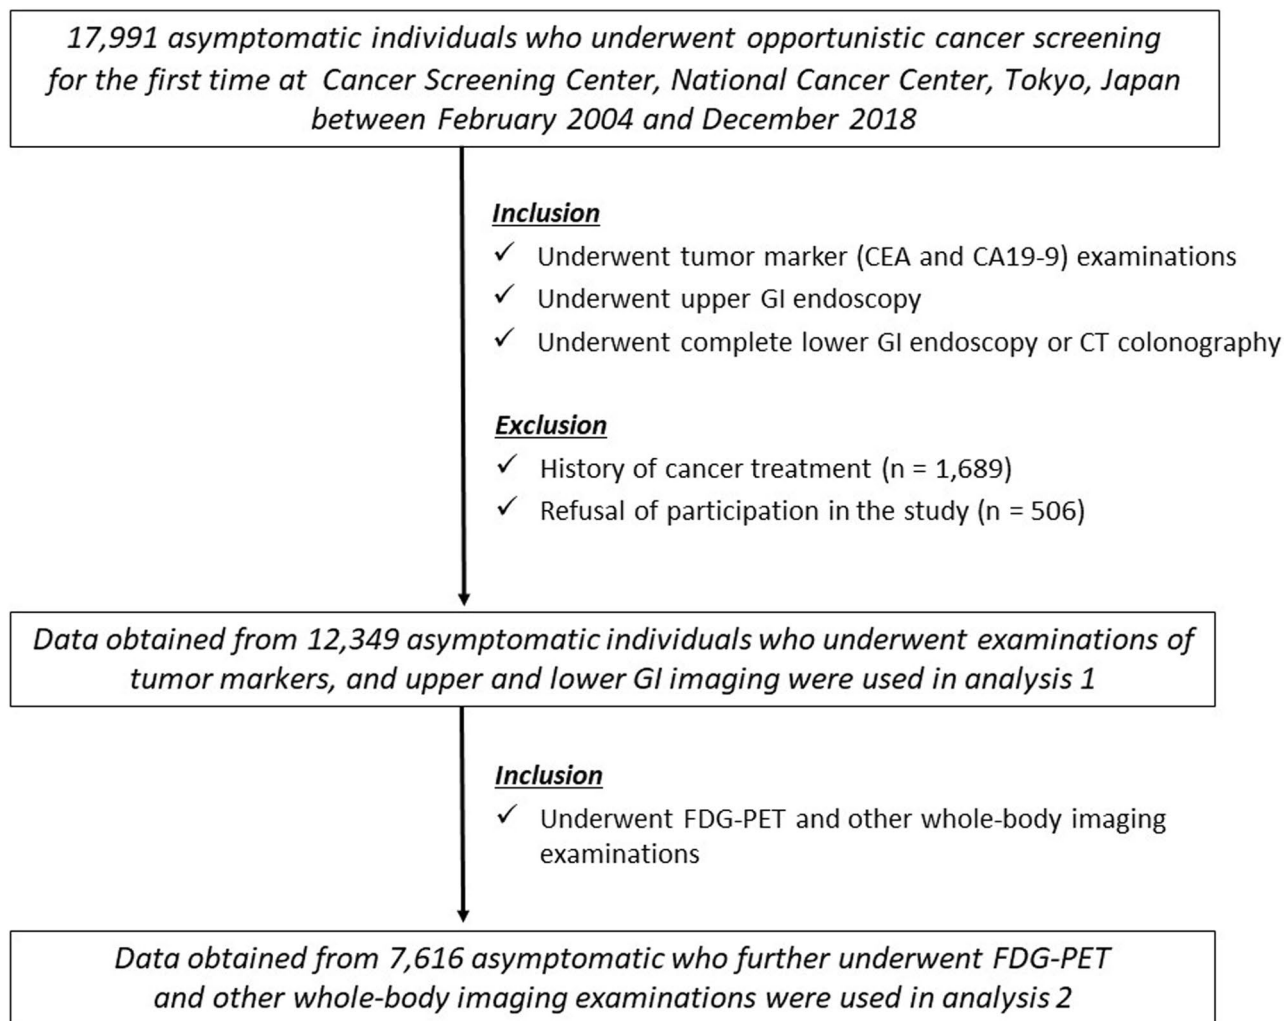 17,991 asymptomatic individuals who underwent opportunistic cancer screening
for the first time at Cancer Screening Center, National Cancer Center, Tokyo, Japan
between February 2004 and December 2018
Inclusion
✓ Underwent tumor marker (CEA and CA19-9) examinations
✓ Underwent upper GI endoscopy
✓ Underwent complete lower GI endoscopy or CT colonography
Exclusion
✓ History of cancer treatment (n = 1,689)
✓ Refusal of participation in the study (n = 506)
Data obtained from 12,349 asymptomatic individuals who underwent examinations of
tumor markers, and upper and lower GI imaging were used in analysis 1
Inclusion
✓ Underwent FDG-PET and other whole-body imaging
examinations
Data obtained from 7,616 asymptomatic who further underwent FDG-PET
and other whole-body imaging examinations were used in analysis 2